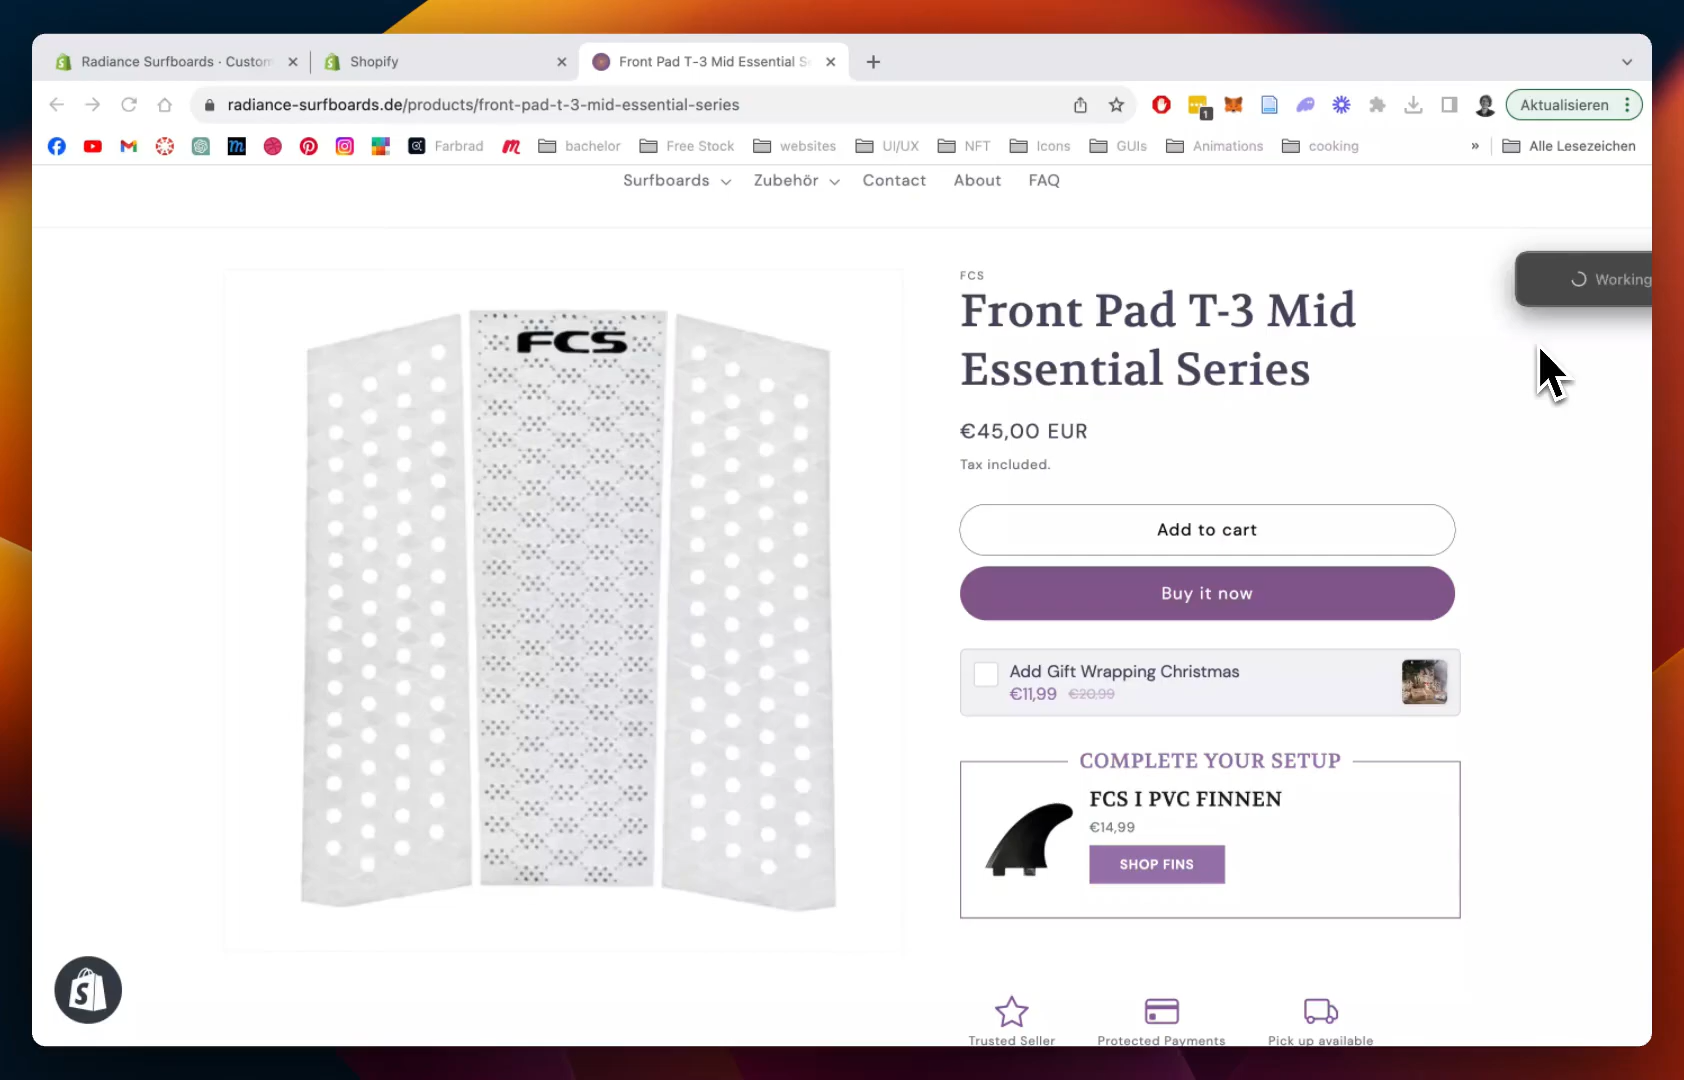 Radiance Surfboards · Custom
Shopify
Front Pad T-3 Mid Essential S
radiance-surfboards.de/products/front-pad-t-3-mid-essential-series
1
Aktualisieren
Farbrad
bachelor
Free Stock
websites
UI/UX
NFT
Icons
GUIs
Animations
cooking
»
Alle Lesezeichen
Surfboards
Zubehör
Contact
About
FAQ
FCS
FCS
Front Pad T-3 Mid
Essential Series
€45,00 EUR
Tax included.
Add to cart
Buy it now
Add Gift Wrapping Christmas
€11,99 €20,99
COMPLETE YOUR SETUP
FCS I PVC FINNEN
€14,99
SHOP FINS
Working
Trusted Seller
Protected Payments
Pick up available